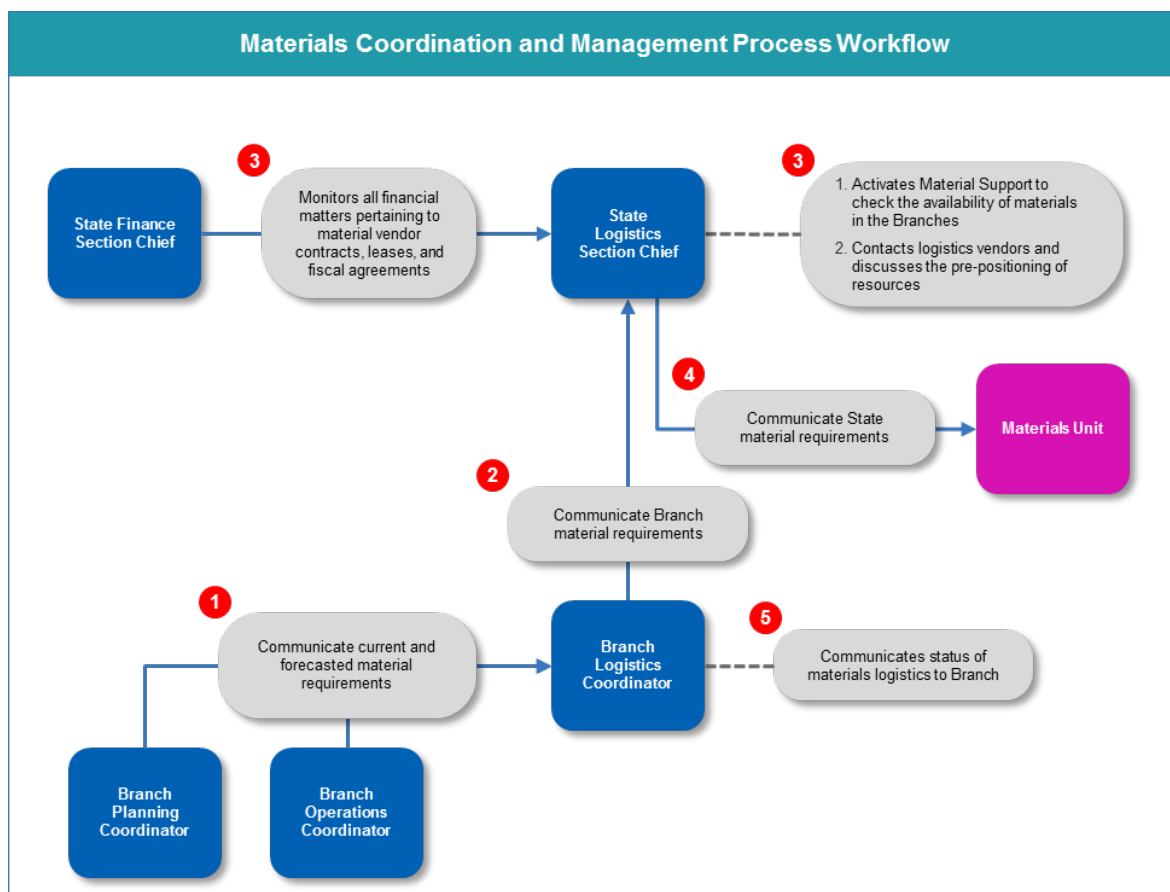 Materials Coordination and Management Process Workflow
3
Monitors all financial
matters pertaining to
material vendor
contracts, leases, and
fiscal agreements
State Finance
Section Chief
State
Logistics
Section Chief
3
1. Activates Material Support to
check the availability of materials
in the Branches
2. Contacts logistics vendors and
discusses the pre-positioning of
resources
4
Communicate State
material requirements
Materials Unit
2
Communicate Branch
material requirements
1
Communicate current and
forecasted material
requirements
Branch
Logistics
Coordinator
5
Communicates status of
materials logistics to Branch
Branch
Planning
Coordinator
Branch
Operations
Coordinator